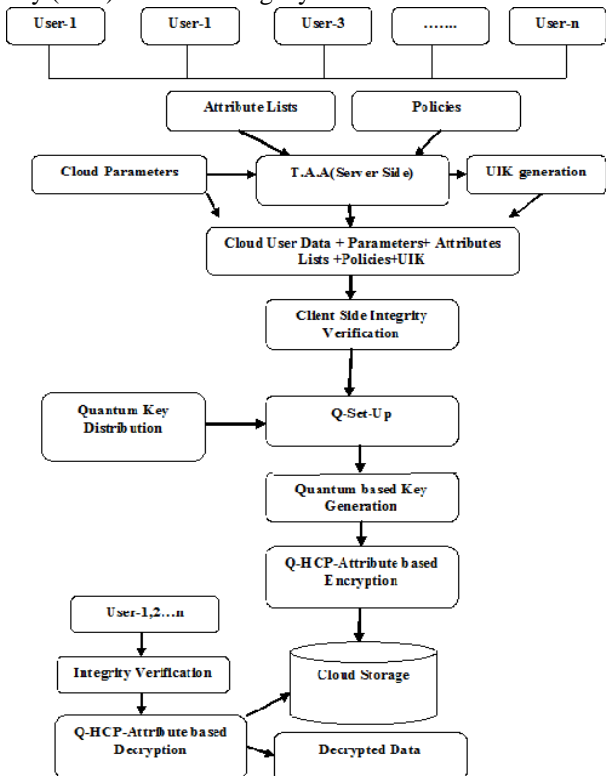 User-1 User-1 User-3 ....... User-n
Attribute Lists Policies
Cloud Parameters T.A.A(Server Side) UIK generation
Cloud User Data + Parameters+ Attributes
Lists +Policies+UIK
Client Side Integrity
Verification
Quantum Key
Distribution
Q-Set-Up
Quantum based Key
Generation
Q-HCP-Attribute based
Encryption
User-1,2...n
Integrity Verification
Cloud Storage
Q-HCP-Attribute based
Decryption
Decrypted Data